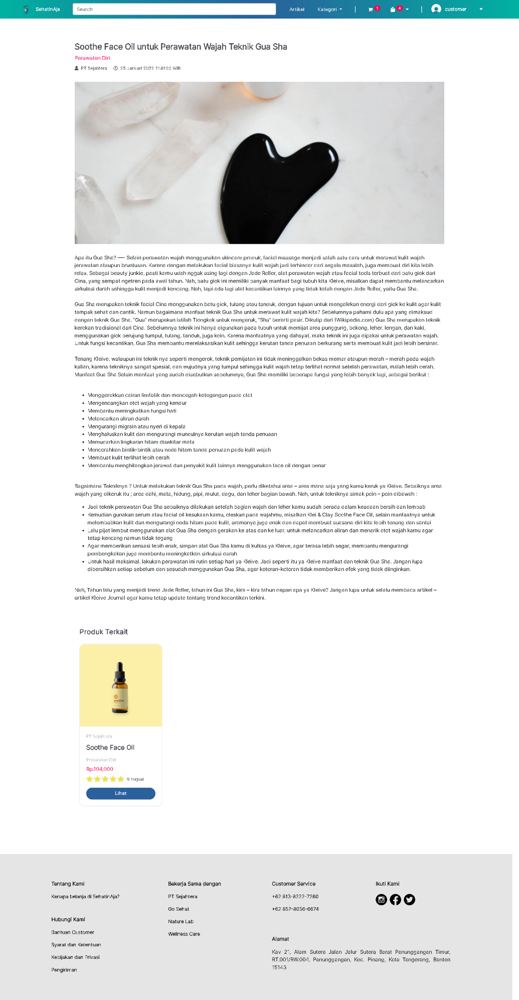 SehatinAja
Search
Artikel
Kategori
1
4
customer
Soothe Face Oil untuk Perawatan Wajah Teknik Gua Sha
Perawatan Diri
PT Sejahtera 25 Januari 2022 11:41:20 WIB
Apa itu Gua Sha? — Selain perawatan wajah menggunakan skincare produk, facial massage menjadi salah satu cara untuk merawat kulit wajah
jerawatan ataupun bruntusan. Karena dengan melakukan facial biasanya kulit wajah jadi terhindar dari segala masalah, juga membuat diri kita lebih
relax. Sebagai beauty junkie, pasti kamu udah nggak asing lagi dengan Jade Roller, alat perawatan wajah atau facial tools terbuat dari batu giok dari
Cina, yang sempat ngetren pada awal tahun. Nah, batu giok ini memiliki banyak manfaat bagi tubuh kita Kleive, misalkan dapat membantu melancarkan
sirkulasi darah sehingga kulit menjadi kencang. Nah, tapi ada lagi alat kecantikan lainnya yang tidak kalah dengan Jade Roller, yaitu Gua Sha.
Gua Sha merupakan teknik facial Cina menggunakan batu giok, tulang atau tanduk, dengan tujuan untuk mengalirkan energi dari giok ke kulit agar kulit
tampak sehat dan cantik. Namun bagaimana manfaat teknik Gua Sha untuk merawat kulit wajah kita? Sebelumnya pahami dulu apa yang dimaksud
dengan teknik Gua Sha. "Gua" merupakan istilah Tiongkok untuk mengeruk, "Sha" berarti pasir. Dikutip dari (Wikipedia.com) Gua Sha merupakan teknik
kerokan tradisional dari Cina. Sebelumnya teknik ini hanya digunakan pada tubuh untuk memijat area punggung, bokong, leher, lengan, dan kaki,
menggunakan giok berujung tumpul, tulang, tanduk, juga koin. Karena manfaatnya yang dahsyat, maka teknik ini juga dipakai untuk perawatan wajah.
Untuk fungsi kecantikan, Gua Sha membantu merelaksasikan kulit sehingga kerutan tanda penuaan berkurang serta membuat kulit jadi lebih bersinar.
Tenang Kleive, walaupun ini teknik nya seperti mengerok, teknik pemijatan ini tidak meninggalkan bekas memar ataupun merah – merah pada wajah
kalian, karena tekniknya sangat spesial, dan wujudnya yang tumpul sehingga kulit wajah tetap terlihat normal setelah perawatan, malah lebih cerah.
Manfaat Gua Sha Selain manfaat yang sudah disebutkan sebelumnya, Gua Sha memiliki beberapa fungsi yang lebih banyak lagi, sebagai berikut :
• Menggerakkan cairan limfatik dan mencegah ketegangan pada otot
• Mengencangkan otot wajah yang kendur
• Membantu meningkatkan fungsi hati
• Melancarkan aliran darah
• Mengurangi migrain atau nyeri di kepala
• Menghaluskan kulit dan mengurangi munculnya kerutan wajah tanda penuaan
• Memudarkan lingkaran hitam disekitar mata
• Mencerahkan bintik-bintik atau noda hitam tanda penuaan pada kulit wajah
• Membuat kulit terlihat lebih cerah
• Membantu menghilangkan jerawat dan penyakit kulit lainnya menggunakan face oil dengan benar
Bagaimana Tekniknya ? Untuk melakukan teknik Gua Sha pada wajah, perlu diketahui area – area mana saja yang kamu keruk ya Kleive. Sebaiknya area
wajah yang dikeruk itu ; area dahi, mata, hidung, pipi, mulut, dagu, dan leher bagian bawah. Nah, untuk tekniknya simak poin – poin dibawah :
• Jadi teknik perawatan Gua Sha sebaiknya dilakukan setelah bagian wajah dan leher kamu sudah berada dalam keadaan bersih dan lembab
• Kemudian gunakan serum atau facial oil kesukaan kamu, oleskan pada wajahmu, misalkan Klei & Clay Soothe Face Oil, selain manfaatnya untuk
melembabkan kulit dan mengurangi noda hitam pada kulit, aromanya juga enak dan dapat membuat suasana diri kita lebih tenang dan santai
• Lalu pijat lembut menggunakan alat Gua Sha dengan gerakan ke atas dan ke luar, untuk melancarkan aliran dan menarik otot wajah kamu agar
tetap kencang namun tidak tegang
• Agar memberikan sensasi lebih enak, simpan alat Gua Sha kamu di kulkas ya Kleive, agar terasa lebih segar, membantu mengurangi
pembengkakan juga membantu meningkatkan sirkulasi darah
• Untuk hasil maksimal, lakukan perawatan ini rutin setiap hari ya Kleive. Jadi seperti itu ya Kleive manfaat dan teknik Gua Sha. Jangan lupa
dibersihkan setiap sebelum dan sesudah menggunakan Gua Sha, agar kotoran-kotoran tidak memberikan efek yang tidak diinginkan.
Nah, Tahun lalu yang menjadi trend Jade Roller, tahun ini Gua Sha, kira – kira tahun depan apa ya Kleive? Jangan lupa untuk selalu membaca artikel –
artikel Kleive Journal agar kamu tetap update tentang trend kecantikan terkini.
Produk Terkait
soothe.
PT Sejahtera
Soothe Face Oil
Perawatan Diri
Rp.104,000
9 terjual
Lihat
Tentang Kami
Kenapa belanja di SehatinAja?
Hubungi Kami
Bantuan Customer
Syarat dan Ketentuan
Kebijakan dan Privasi
Pengiriman
Bekerja Sama dengan
PT Sejahtera
Go Sehat
Nature Lab
Wellness Care
Customer Service
+62 813-8222-7260
+62 857-8056-6674
Alamat
Kav 21, Alam Sutera Jalan Jalur Sutera Barat Panunggangan Timur,
RT.001/RW.004, Panunggangan, Kec. Pinang, Kota Tangerang, Banten
15143
Ikuti Kami